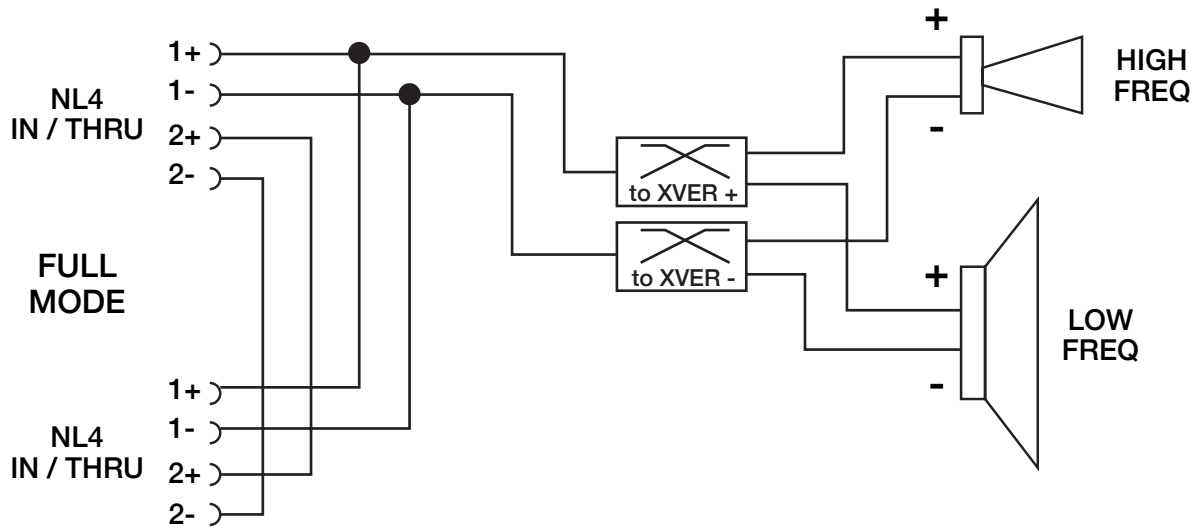 NL4
IN / THRU
1+
1-
2+
2-
FULL
MODE
NL4
IN / THRU
1+
1-
2+
2-
to XVER +
to XVER -
+
-
HIGH
FREQ
+
-
LOW
FREQ